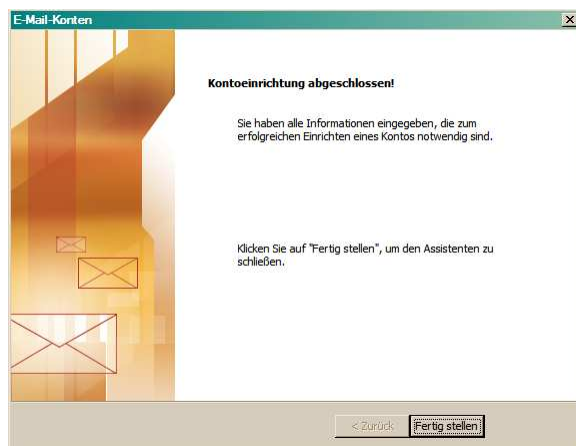 E-Mail-Konten
Kontoeinrichtung abgeschlossen!
Sie haben alle Informationen eingegeben, die zum
erfolgreichen Einrichten eines Kontos notwendig sind.
Klicken Sie auf "Fertig stellen", um den Assistenten zu
schließen.
< Zurück
Fertig stellen